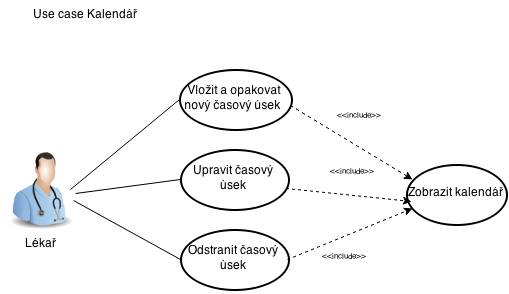 Use case Kalendář
Vložit a opakovat
nový časový úsek
<<include>>
Upravit časový
úsek
<<include>>
Zobrazit kalendář
Lékař
Odstranit časový
úsek
<<include>>